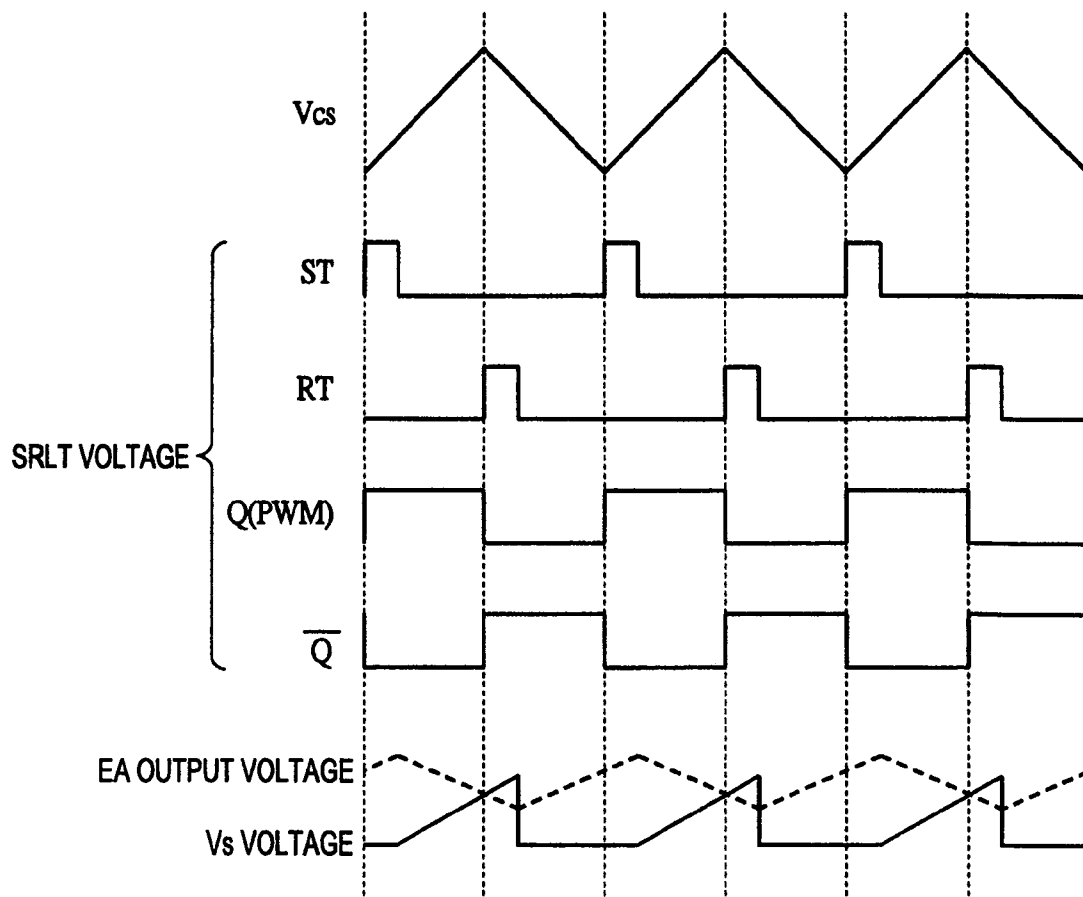 Vcs
ST
RT
SRLT VOLTAGE
Q(PWM)
Q̅
EA OUTPUT VOLTAGE
Vs VOLTAGE